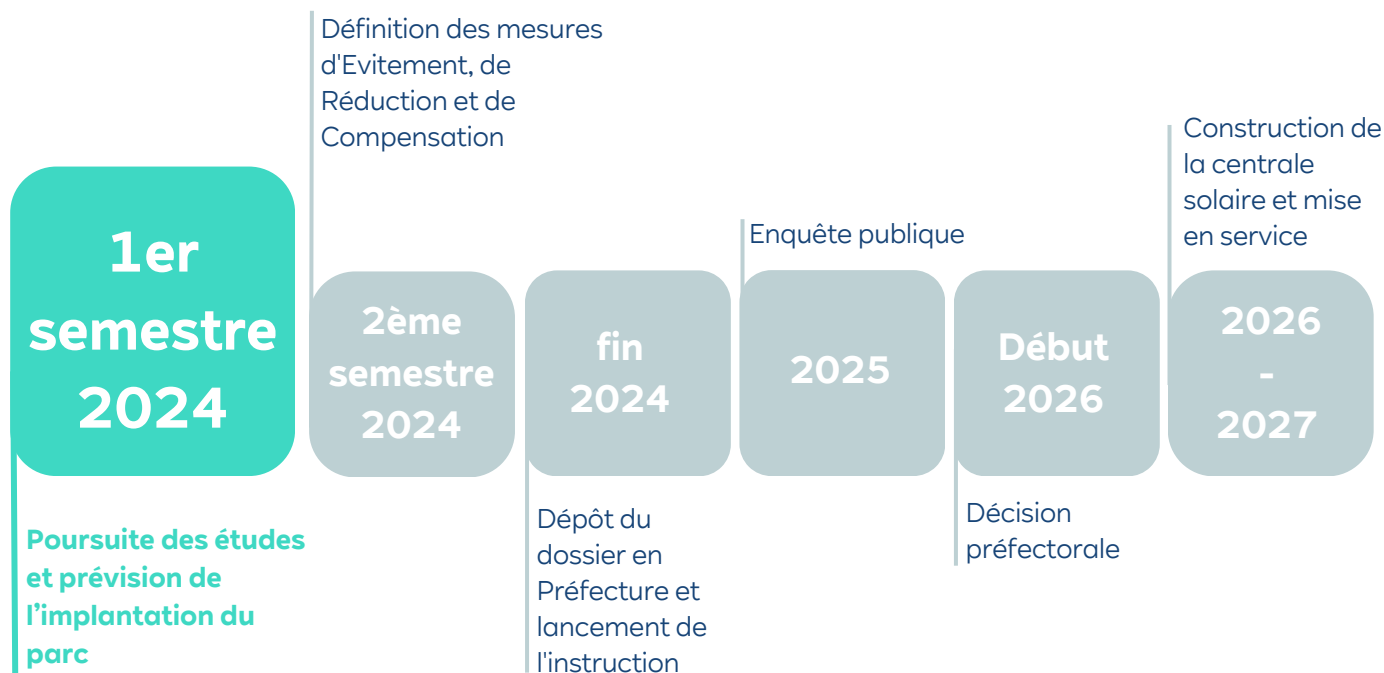 Définition des mesures
d'Evitement, de
Réduction et de
Compensation
Construction de
la centrale
solaire et mise
en service
Enquête publique
1er
semestre
2024
2ème
semestre
2024
fin
2024
2025
Début
2026
2026
-
2027
Poursuite des études
et prévision de
l’implantation du
parc
Dépôt du
dossier en
Préfecture et
lancement de
l'instruction
Décision
préfectorale